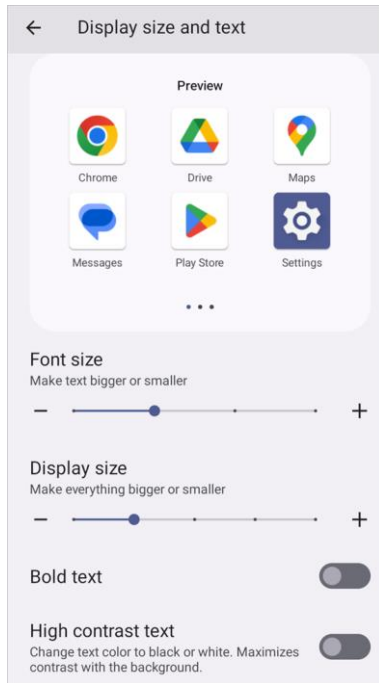 Display size and text
Preview
Chrome Drive Maps
Messages Play Store Settings
Font size
Make text bigger or smaller
Display size
Make everything bigger or smaller
Bold text
High contrast text
Change text color to black or white. Maximizes
contrast with the background.